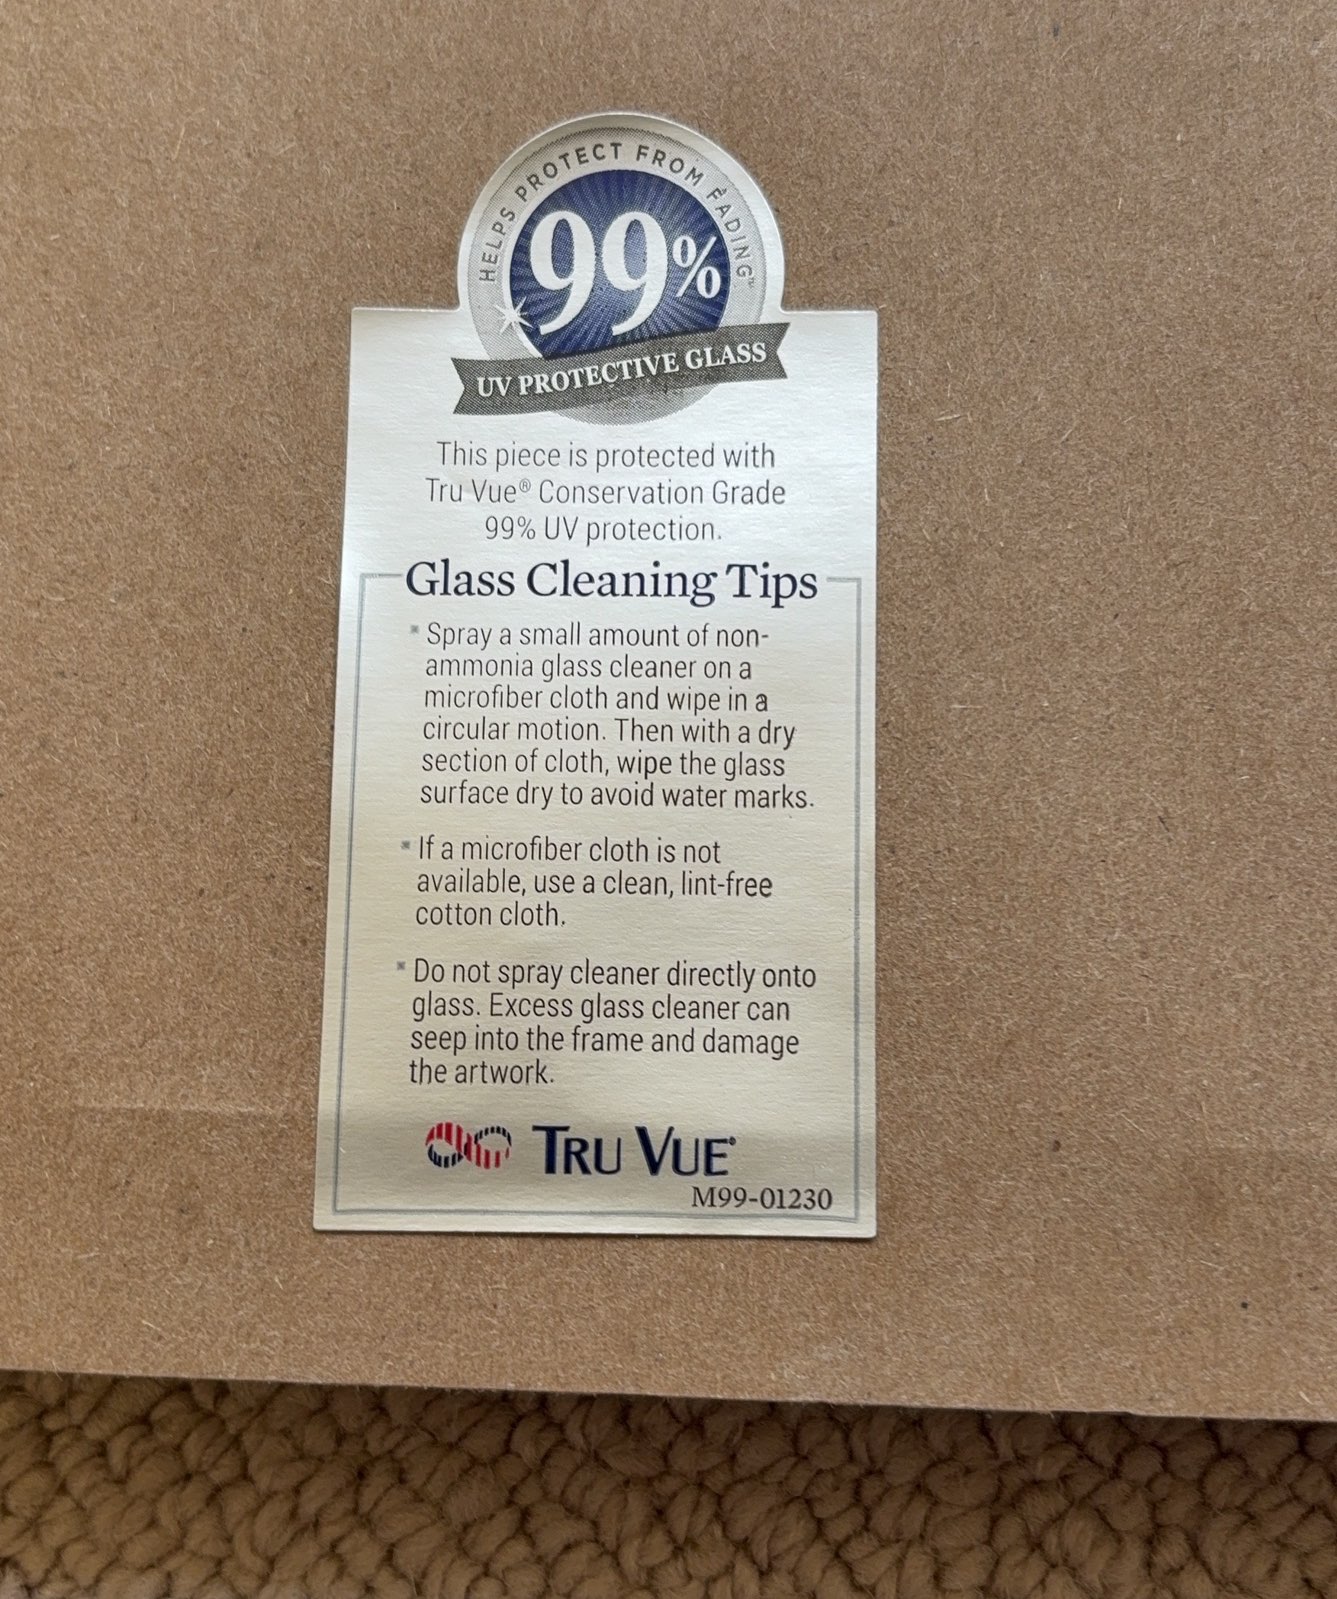 HELPS PROTECT FROM FADING™
99%
UV PROTECTIVE GLASS
This piece is protected with
Tru Vue® Conservation Grade
99% UV protection.
Glass Cleaning Tips
▪ Spray a small amount of non-
ammonia glass cleaner on a
microfiber cloth and wipe in a
circular motion. Then with a dry
section of cloth, wipe the glass
surface dry to avoid water marks.
▪ If a microfiber cloth is not
available, use a clean, lint-free
cotton cloth.
▪ Do not spray cleaner directly onto
glass. Excess glass cleaner can
seep into the frame and damage
the artwork.
TRU VUE®
M99-01230